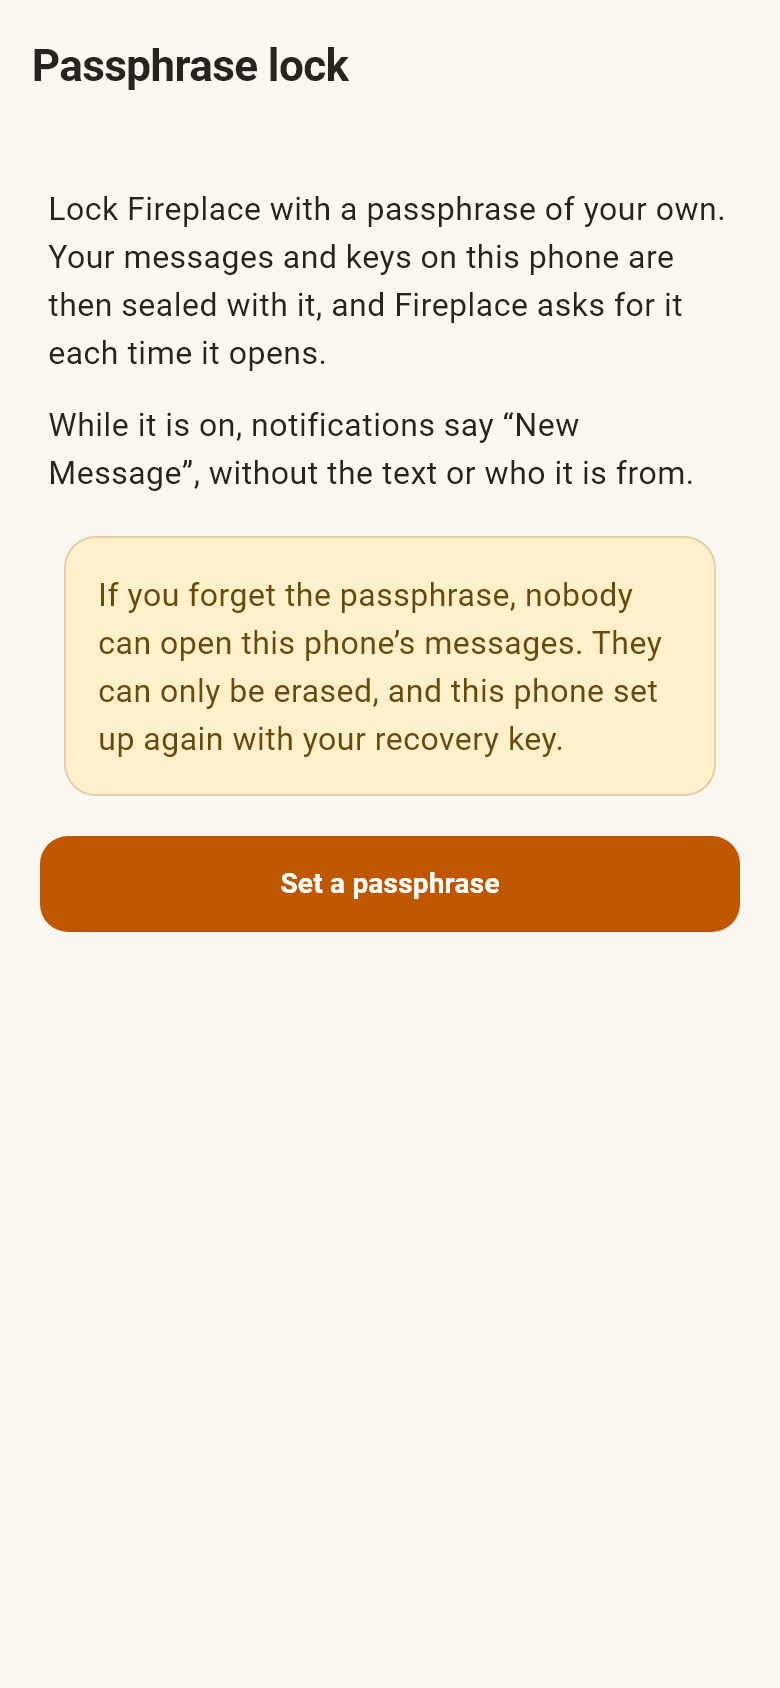 Passphrase lock
Lock Fireplace with a passphrase of your own.
Your messages and keys on this phone are
then sealed with it, and Fireplace asks for it
each time it opens.
While it is on, notifications say “New
Message”, without the text or who it is from.
If you forget the passphrase, nobody
can open this phone’s messages. They
can only be erased, and this phone set
up again with your recovery key.
Set a passphrase